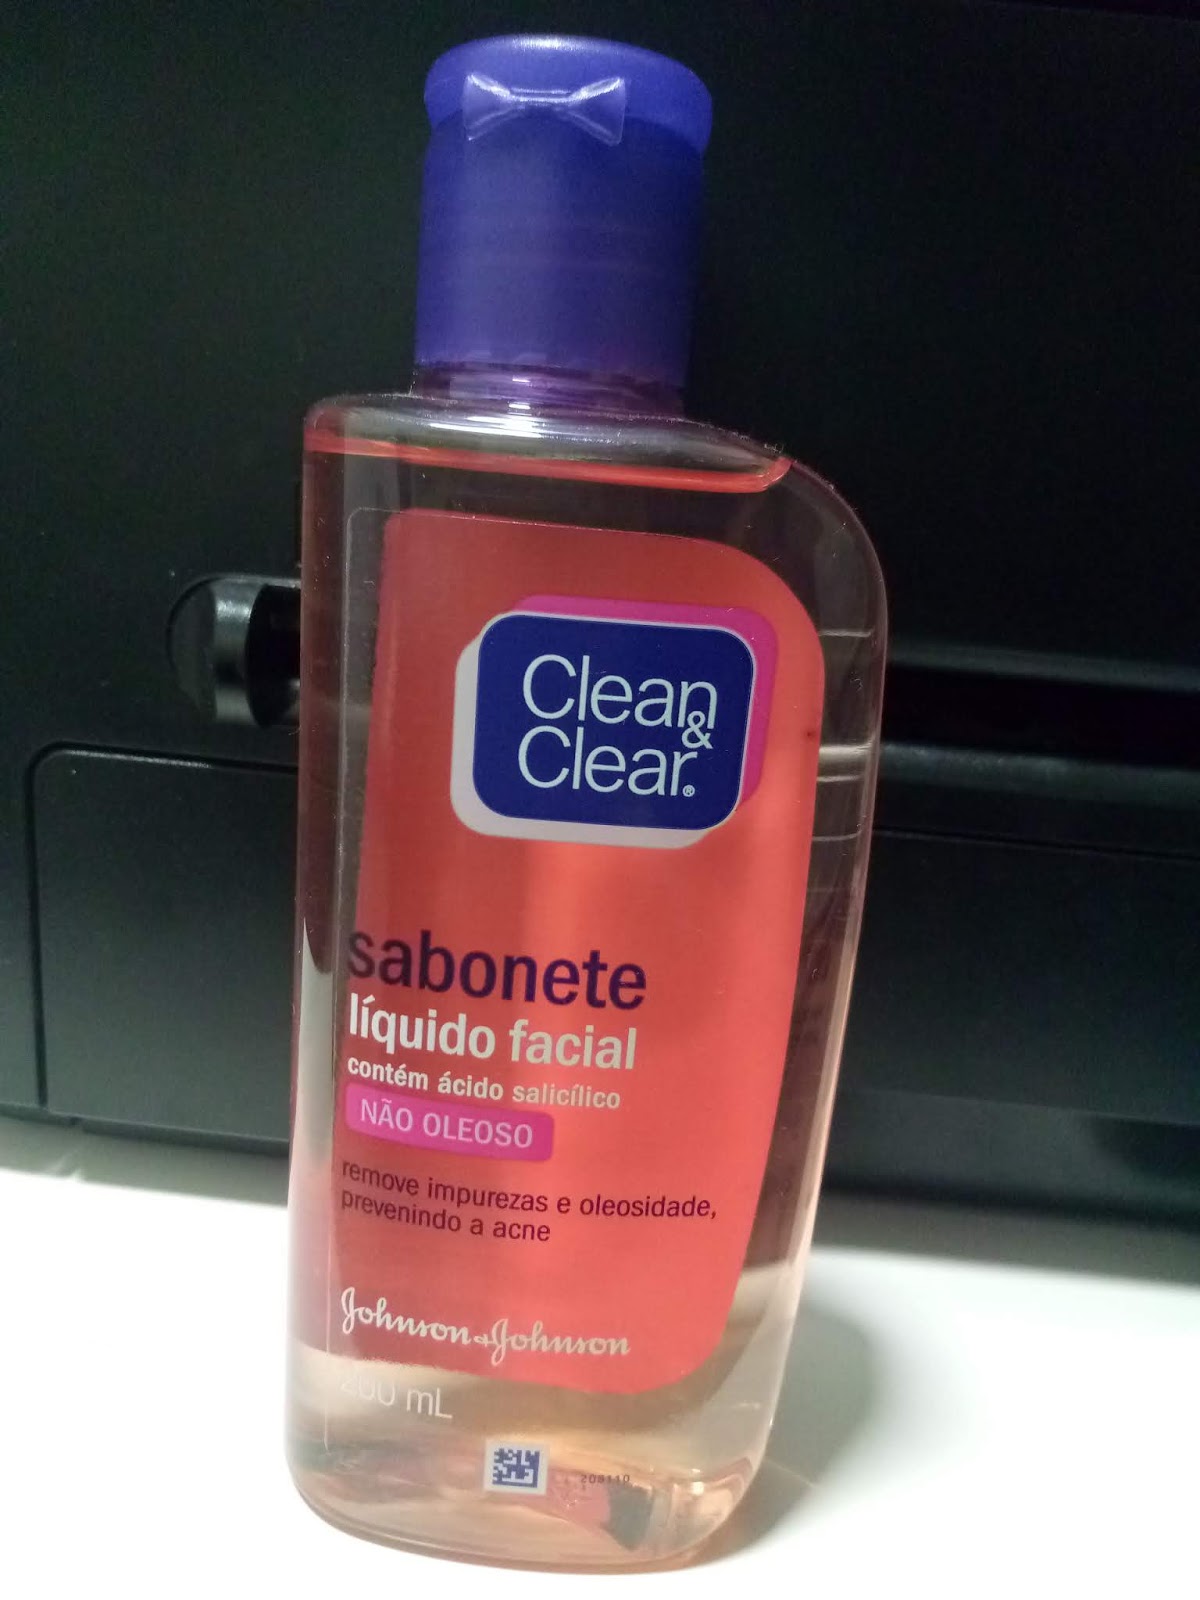 Clean
&
Clear®
sabonete
líquido facial
contém ácido salicílico
NÃO OLEOSO
remove impurezas e oleosidade,
prevenindo a acne
Johnson+Johnson
200 mL
208110